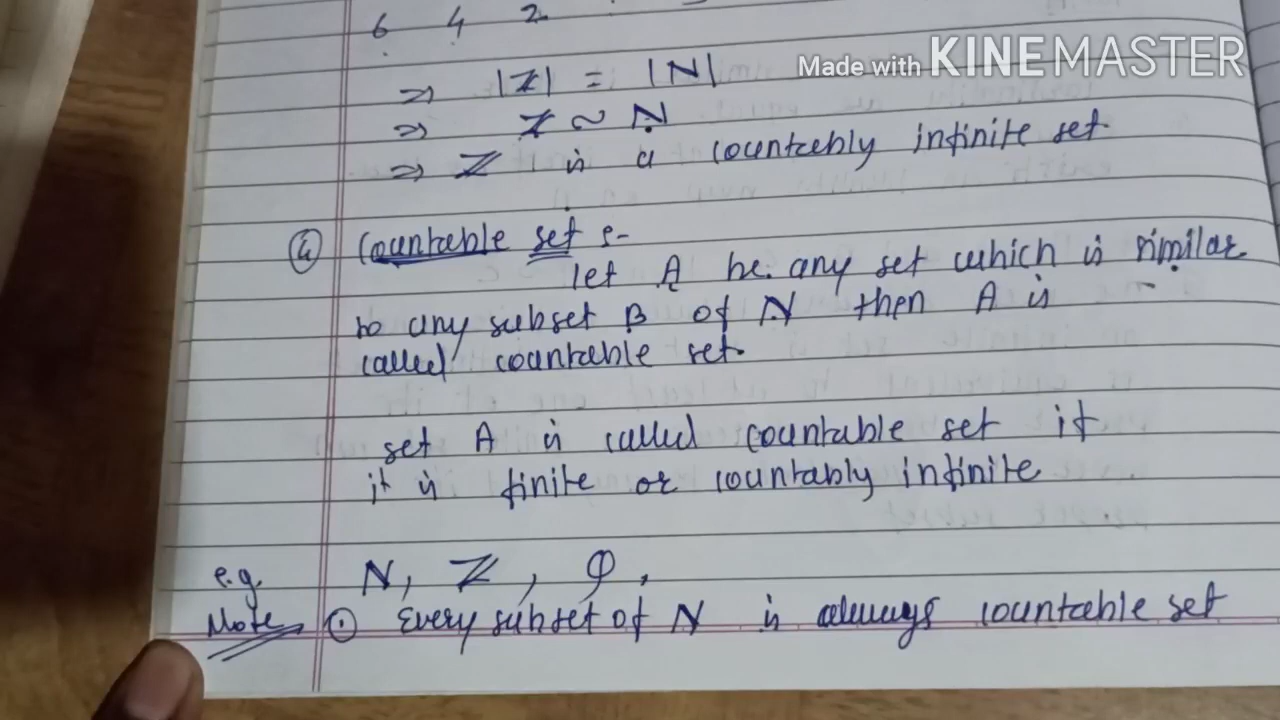 6 4 2
Made with KINEMASTER
⇒ |Z| = |N|
⇒ Z ~ N
⇒ Z is a countably infinite set
④ Countable set :-
let A be any set which is similar
to any subset B of N then A is
called countable set.
set A is called countable set if
it is finite or countably infinite
e.g. N, Z, Q,
Note ① Every subset of N is always countable set